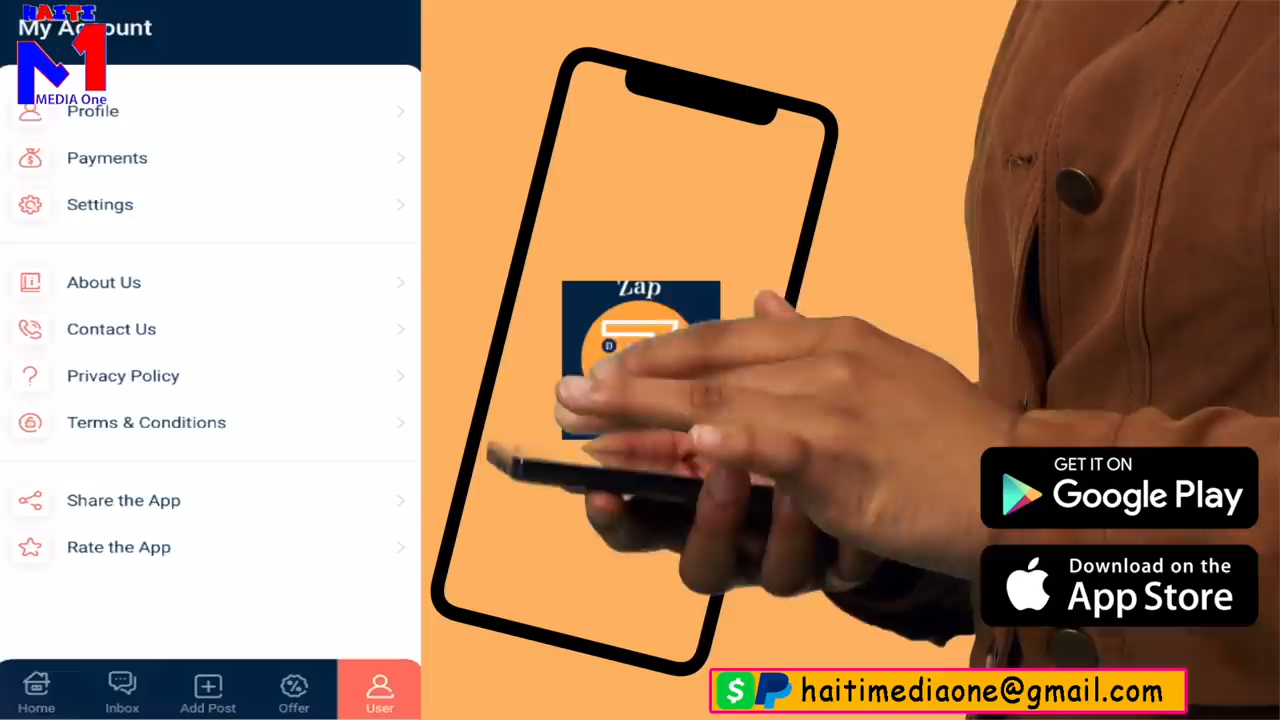 HAITI
My Account
M1
MEDIA One
Profile
Payments
Settings
About Us
Contact Us
Privacy Policy
Terms & Conditions
Share the App
Rate the App
Home
Inbox
Add Post
Offer
User
Zap
GET IT ON
Google Play
Download on the
App Store
haitimediaone@gmail.com